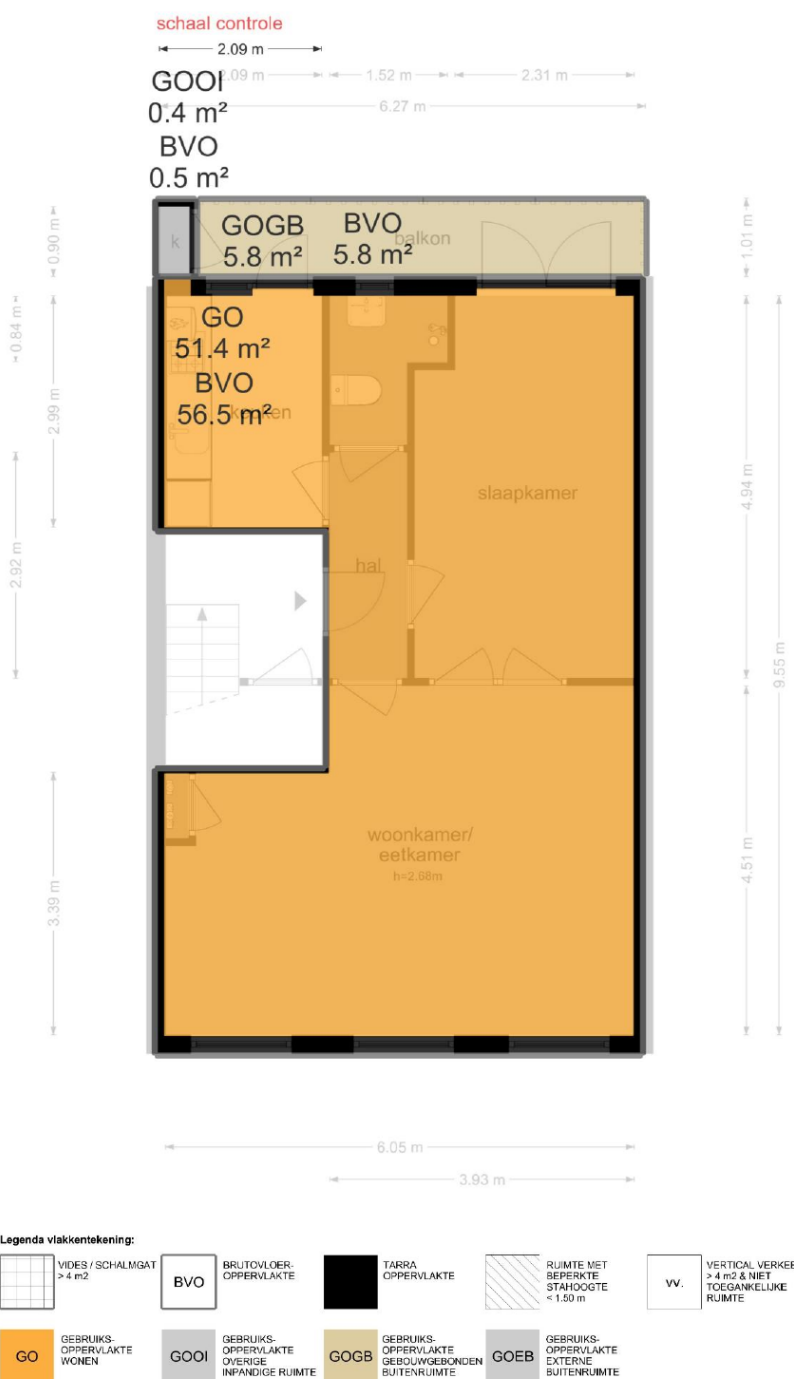 schaal controle
2.09 m
2.09 m
1.52 m
2.31 m
6.27 m
GOOI
0.4 m²
BVO
0.5 m²
k
GOGB
5.8 m²
BVO
5.8 m²
balkon
0.90 m
1.01 m
0.84 m
2.99 m
2.92 m
3.39 m
4.94 m
9.55 m
4.51 m
GO
51.4 m²
BVO
56.5 m²
keuken
slaapkamer
hal
woonkamer/
eetkamer
h=2.68m
6.05 m
3.93 m
Legenda vlakkentekening:
VIDES / SCHALMGAT
> 4 m2
BVO
BRUTOVLOER-
OPPERVLAKTE
TARRA
OPPERVLAKTE
RUIMTE MET
BEPERKTE
STAHOOGTE
< 1.50 m
VV.
VERTICAL VERKEE
> 4 m2 & NIET
TOEGANKELIJKE
RUIMTE
GO
GEBRUIKS-
OPPERVLAKTE
WONEN
GOOI
GEBRUIKS-
OPPERVLAKTE
OVERIGE
INPANDIGE RUIMTE
GOGB
GEBRUIKS-
OPPERVLAKTE
GEBOUWGEBONDEN
BUITENRUIMTE
GOEB
GEBRUIKS-
OPPERVLAKTE
EXTERNE
BUITENRUIMTE